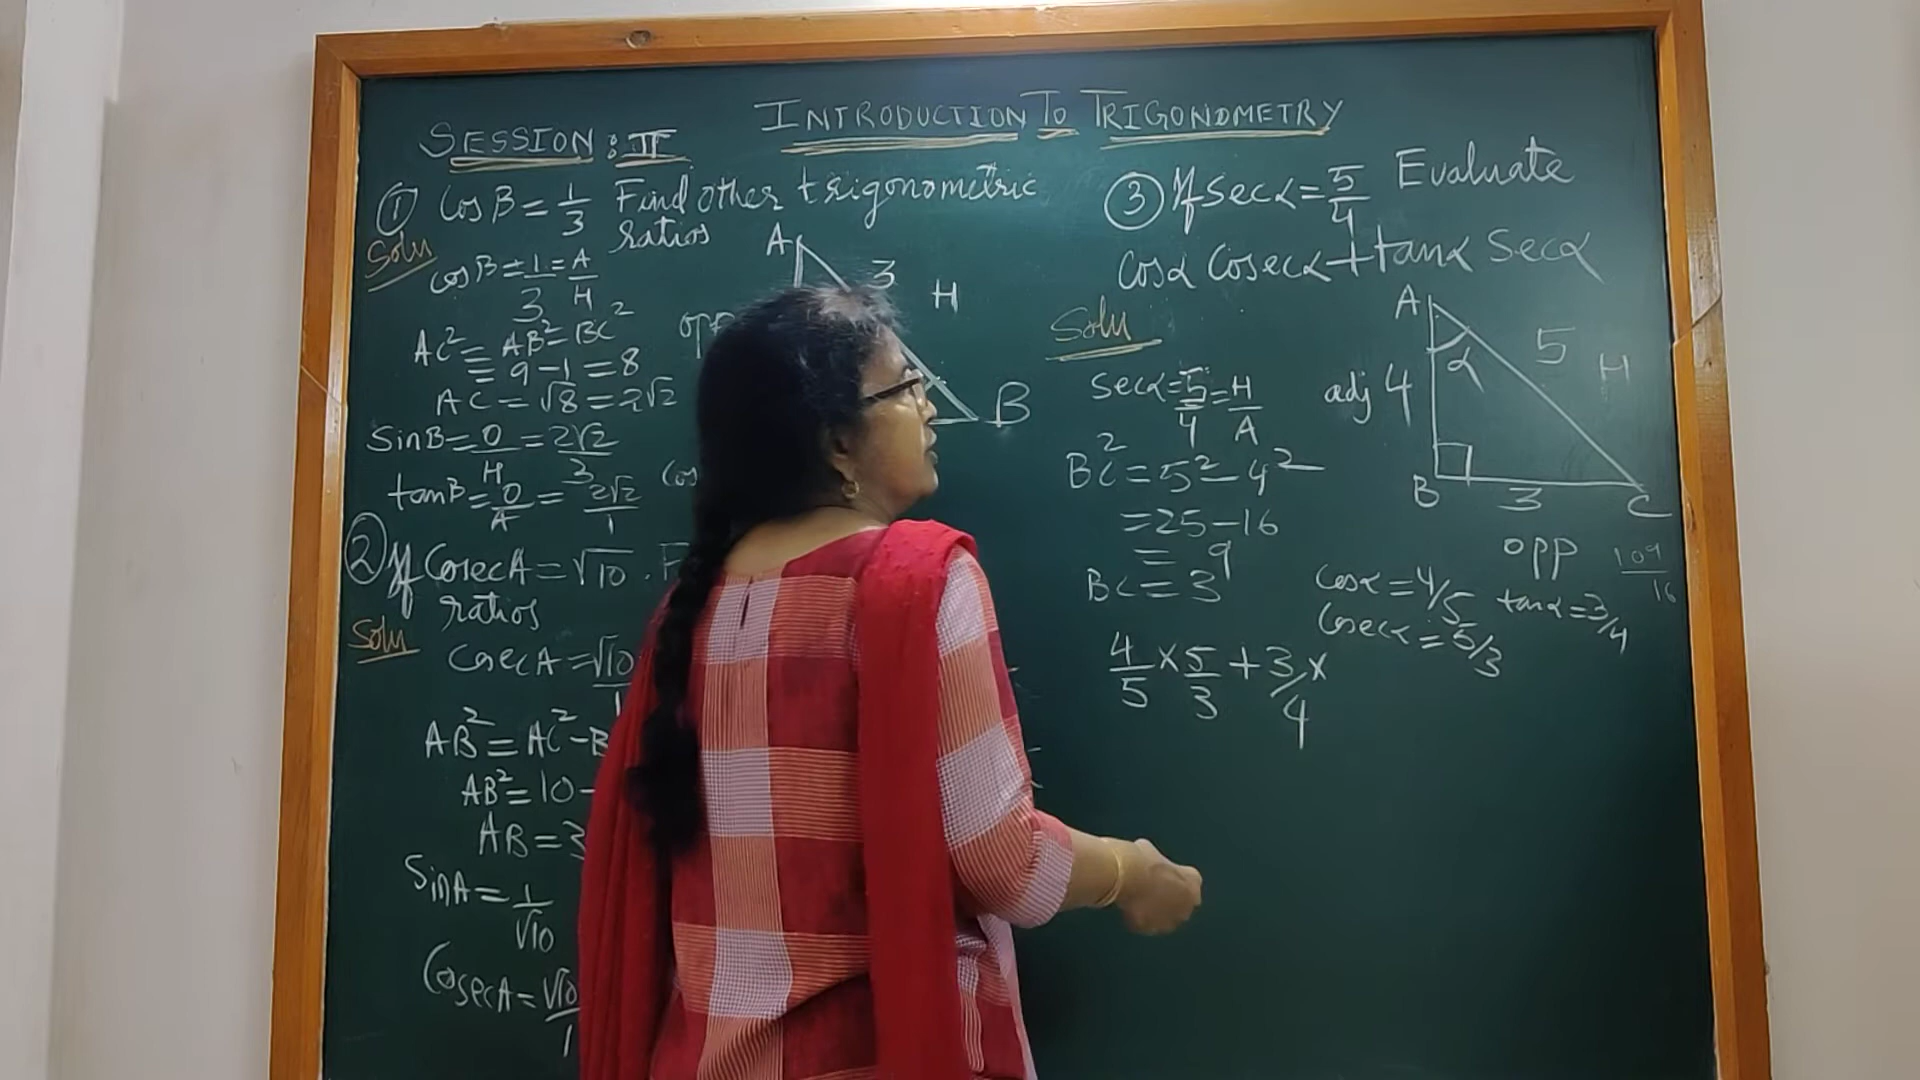 INTRODUCTION TO TRIGONOMETRY
SESSION : II
① Cos B = 1/3 Find other trigonometric
ratios
Solu
cos B = 1/3 = A/H
AC² = AB² - BC²
= 9 - 1 = 8
AC = √8 = 2√2
Sin B = O/H = 2√2/3
tan B = O/A = 2√2/1
Cos
A
3
H
opp
B
② If Cosec A = √10 . F
ratios
Solu
Cosec A = √10/1
AB² = AC² - B
AB² = 10 -
AB = 3
Sin A = 1/√10
Cosec A = √10/1
③ If sec α = 5/4 Evaluate
Cos α Cosec α + tan α Sec α
Solu
Sec α = 5/4 = H/A
BC² = 5² - 4²
= 25 - 16
= 9
BC = 3
A
α
5
H
adj 4
B
3
C
opp
109/16
Cos α = 4/5
tan α = 3/4
Cosec α = 5/3
4/5 × 5/3 + 3/4 ×